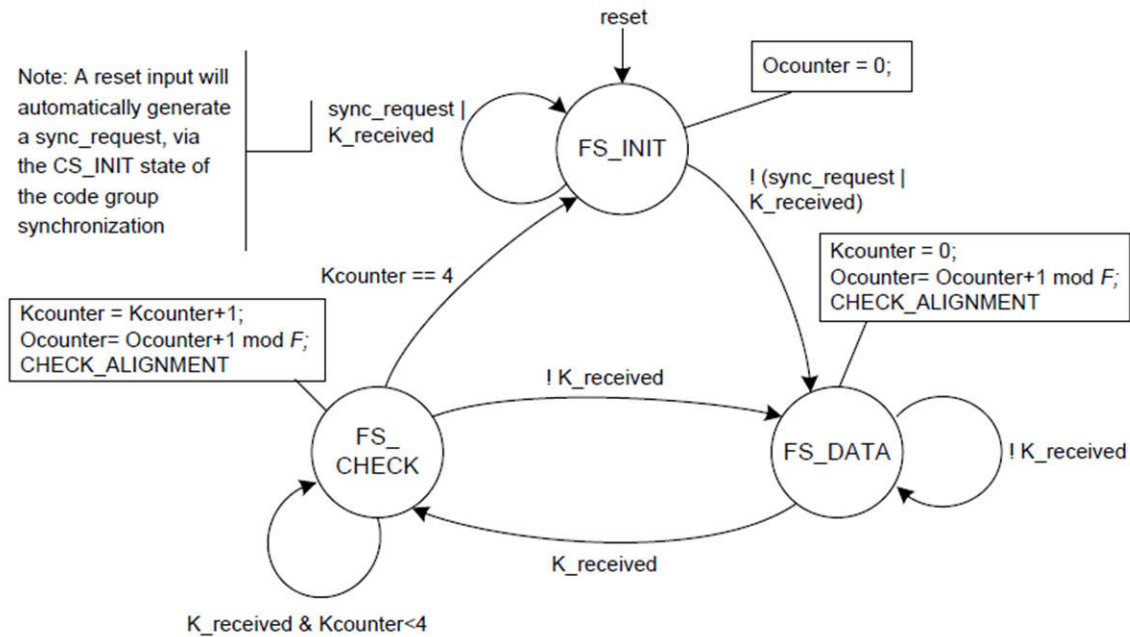 reset
Note: A reset input will
automatically generate
a sync_request, via
the CS_INIT state of
the code group
synchronization
sync_request |
K_received
FS_INIT
Ocounter = 0;
! (sync_request |
K_received)
Kcounter == 4
Kcounter = 0;
Ocounter= Ocounter+1 mod F;
CHECK_ALIGNMENT
Kcounter = Kcounter+1;
Ocounter= Ocounter+1 mod F;
CHECK_ALIGNMENT
! K_received
FS_
CHECK
FS_DATA
! K_received
K_received
K_received & Kcounter<4